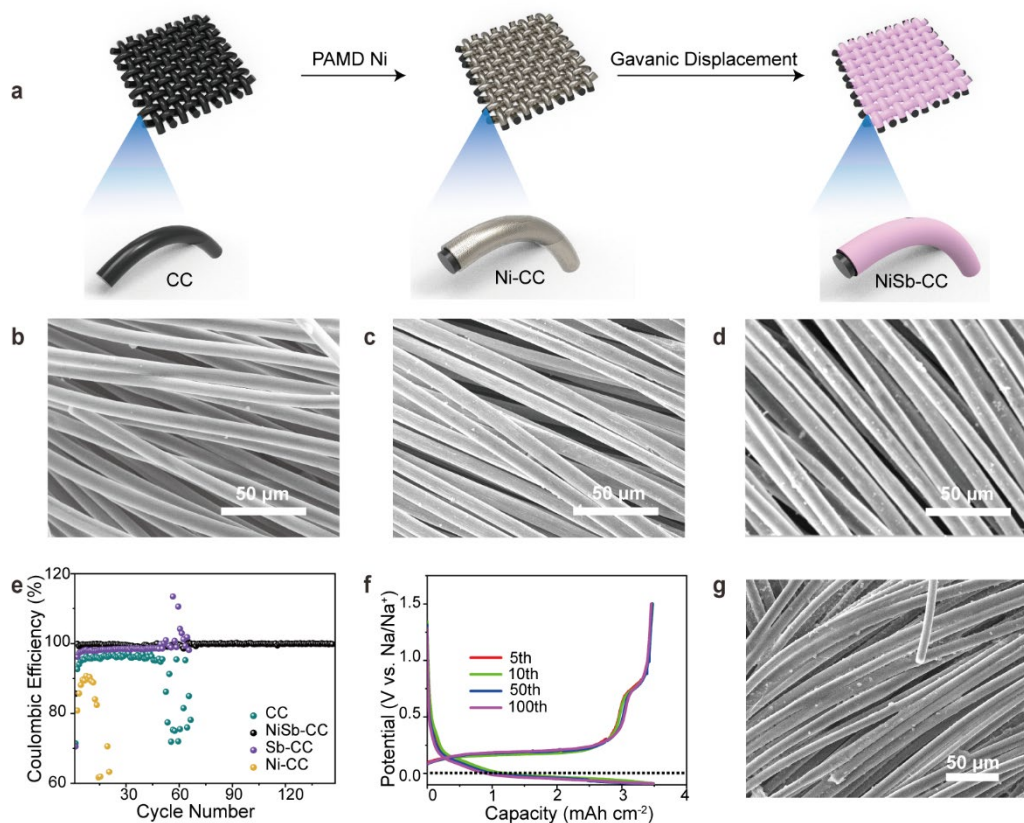 a
PAMD Ni
Gavanic Displacement
CC
Ni-CC
NiSb-CC
b
50 µm
c
50 µm
d
50 µm
e
Coulombic Efficiency (%)
120
100
80
60
30
60
90
120
Cycle Number
CC
NiSb-CC
Sb-CC
Ni-CC
f
Potential (V vs. Na/Na⁺)
1.5
1.0
0.5
0.0
0
1
2
3
4
Capacity (mAh cm⁻²)
5th
10th
50th
100th
g
50 µm